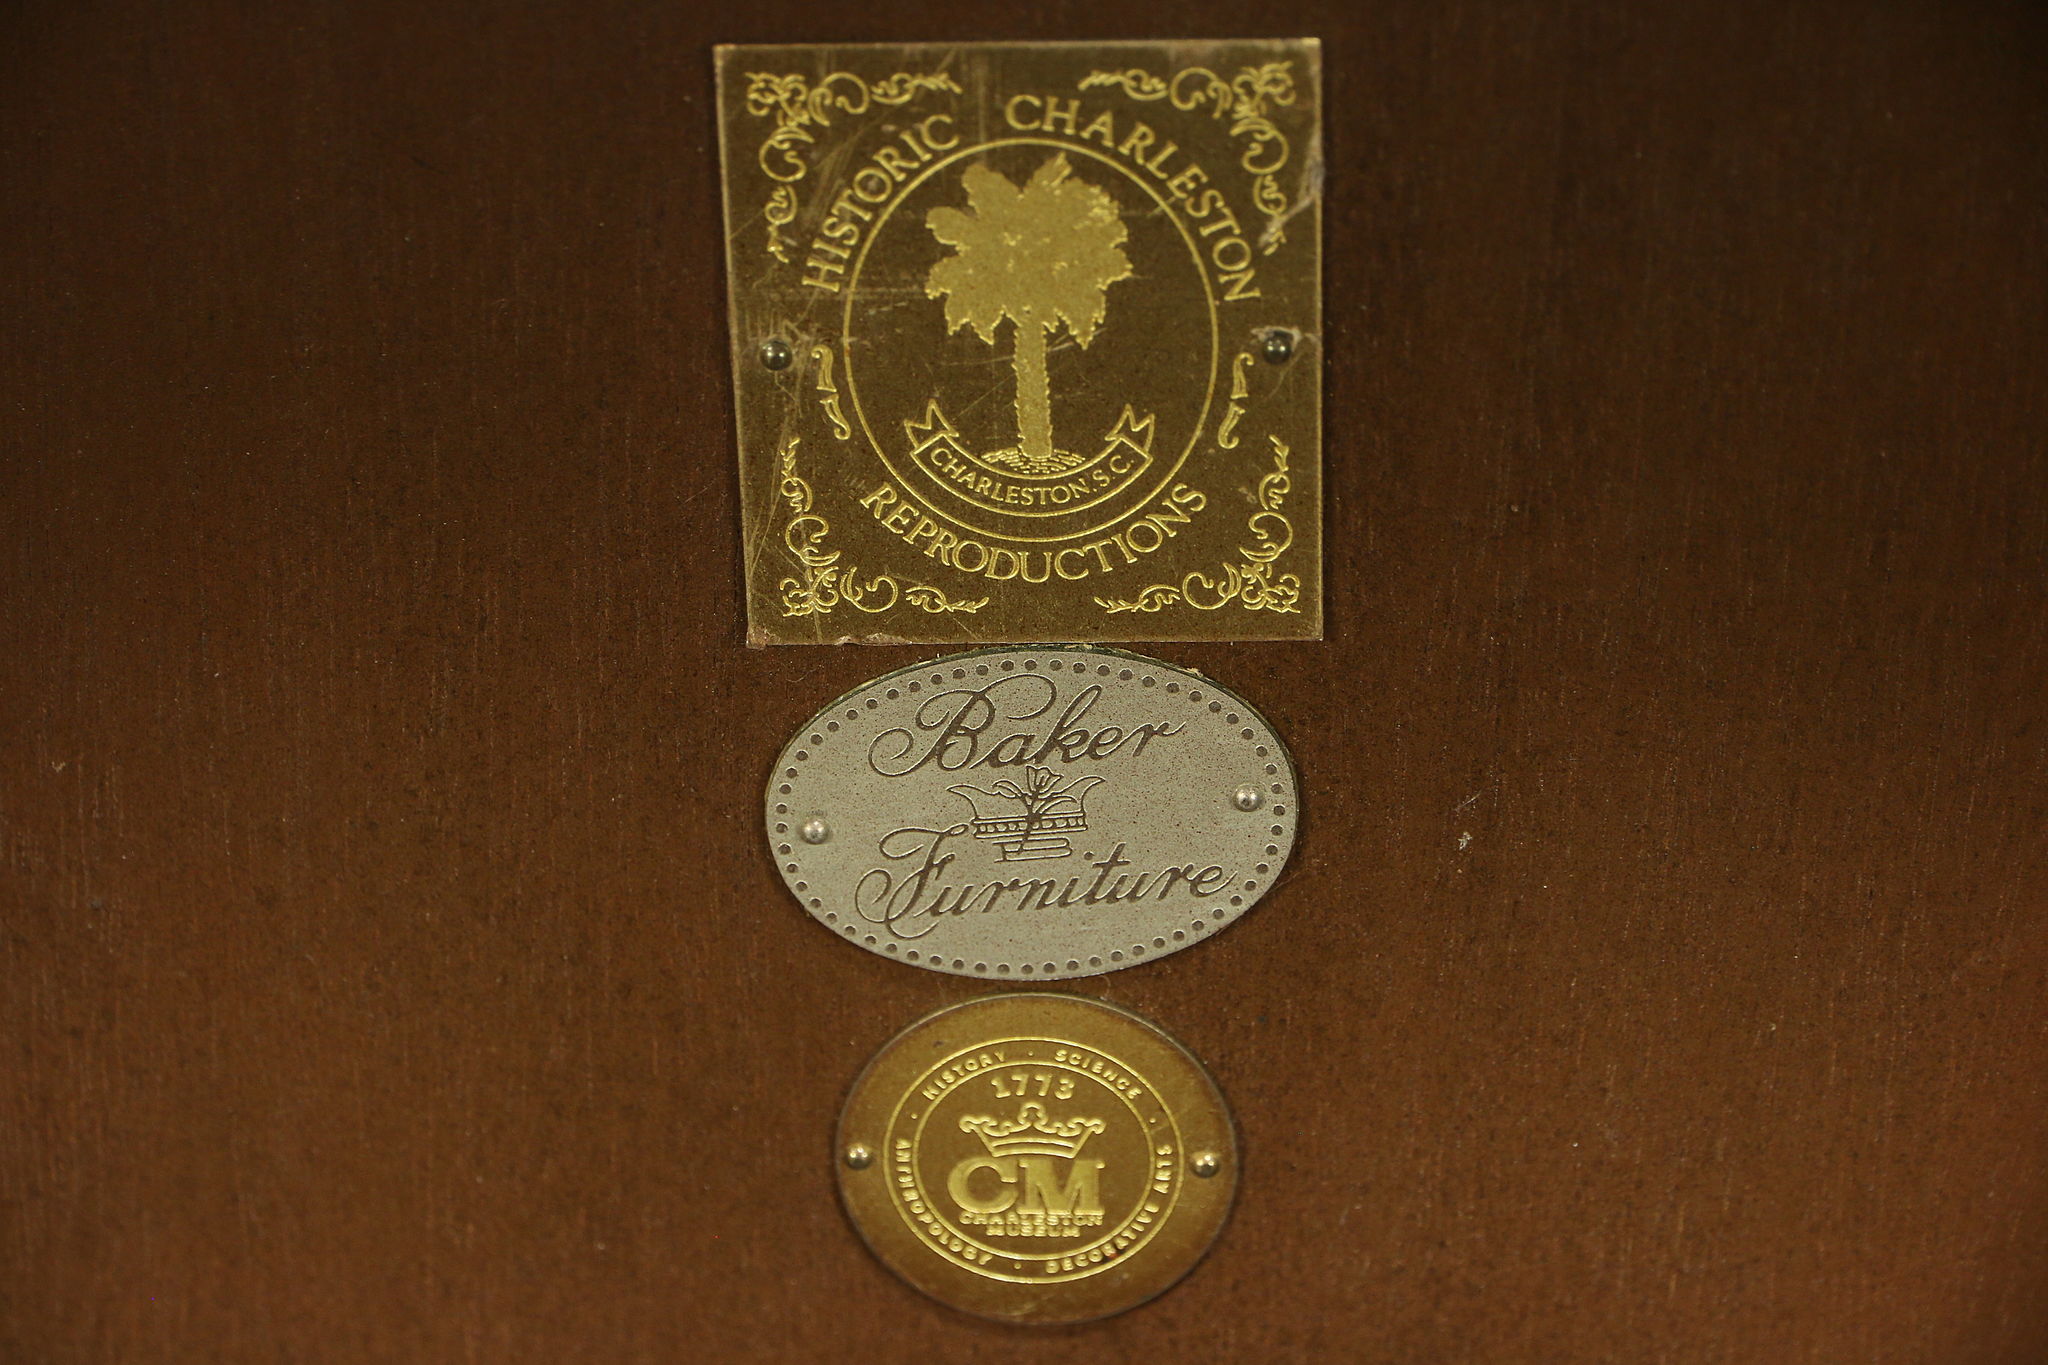 HISTORIC CHARLESTON
CHARLESTON, S.C.
REPRODUCTIONS
Baker
Furniture
HISTORY · SCIENCE
1773
CM
CHARLESTON
MUSEUM
ANTHROPOLOGY · DECORATIVE ARTS